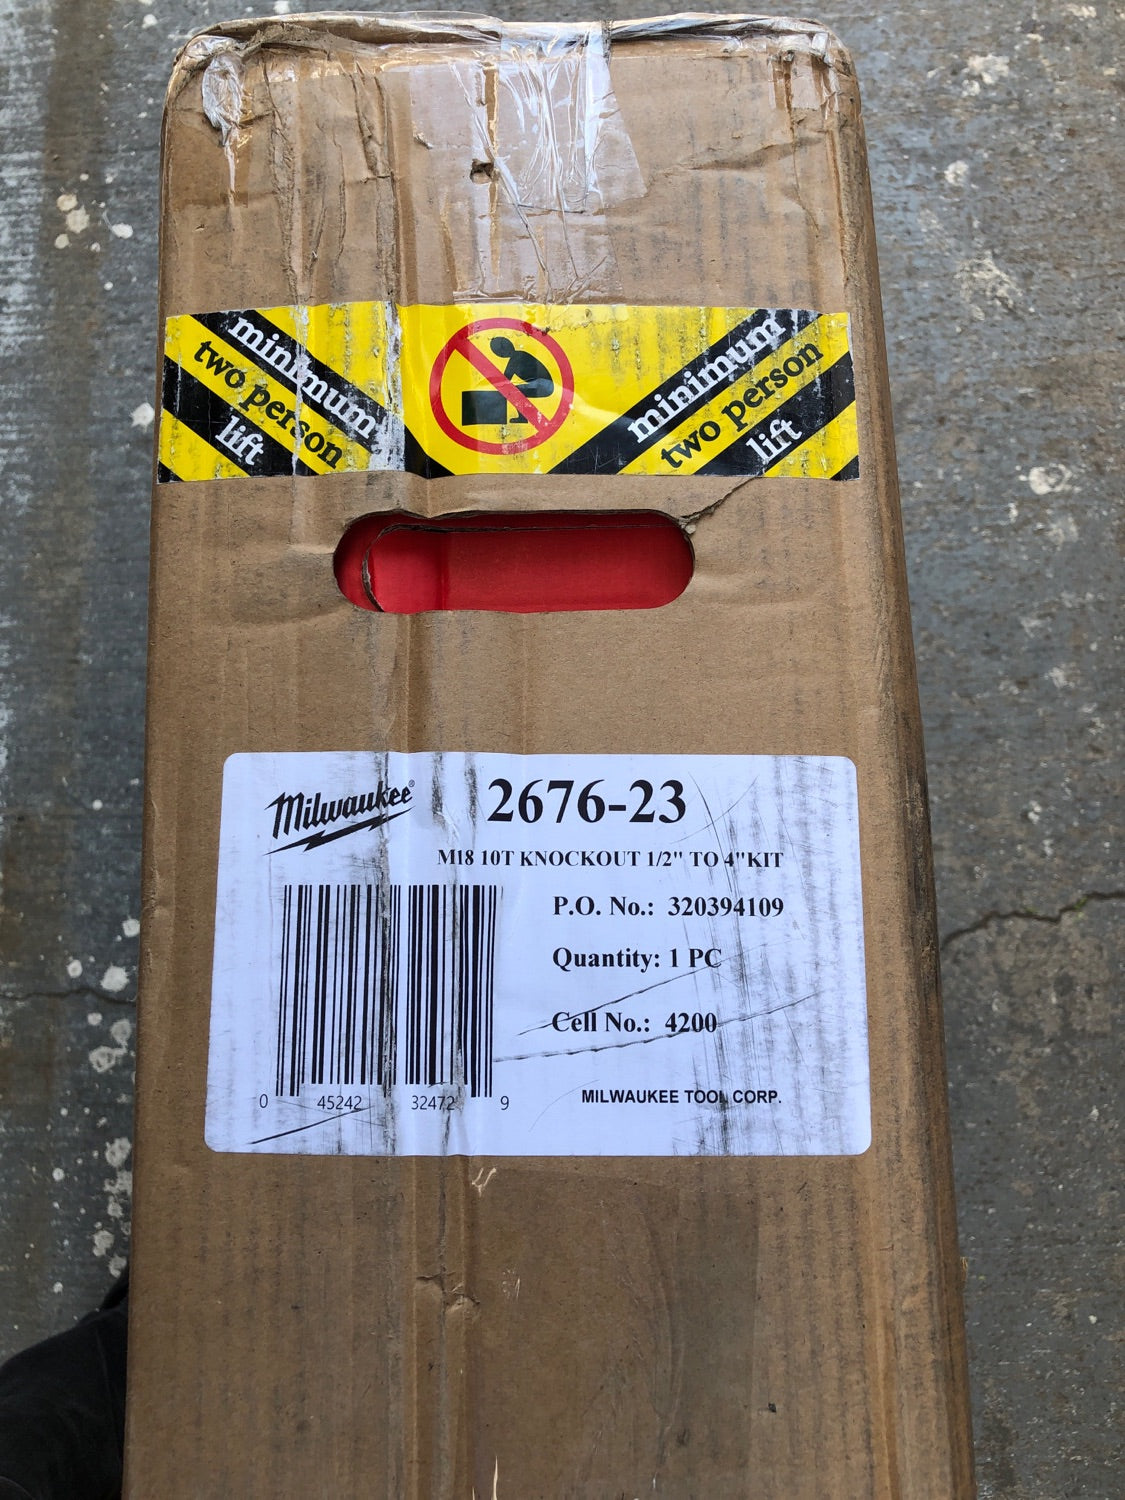 minimum
two person
lift
minimum
two person
lift
Milwaukee®
2676-23
M18 10T KNOCKOUT 1/2" TO 4"KIT
P.O. No.: 320394109
Quantity: 1 PC
Cell No.: 4200
0 45242 32472 9
MILWAUKEE TOOL CORP.